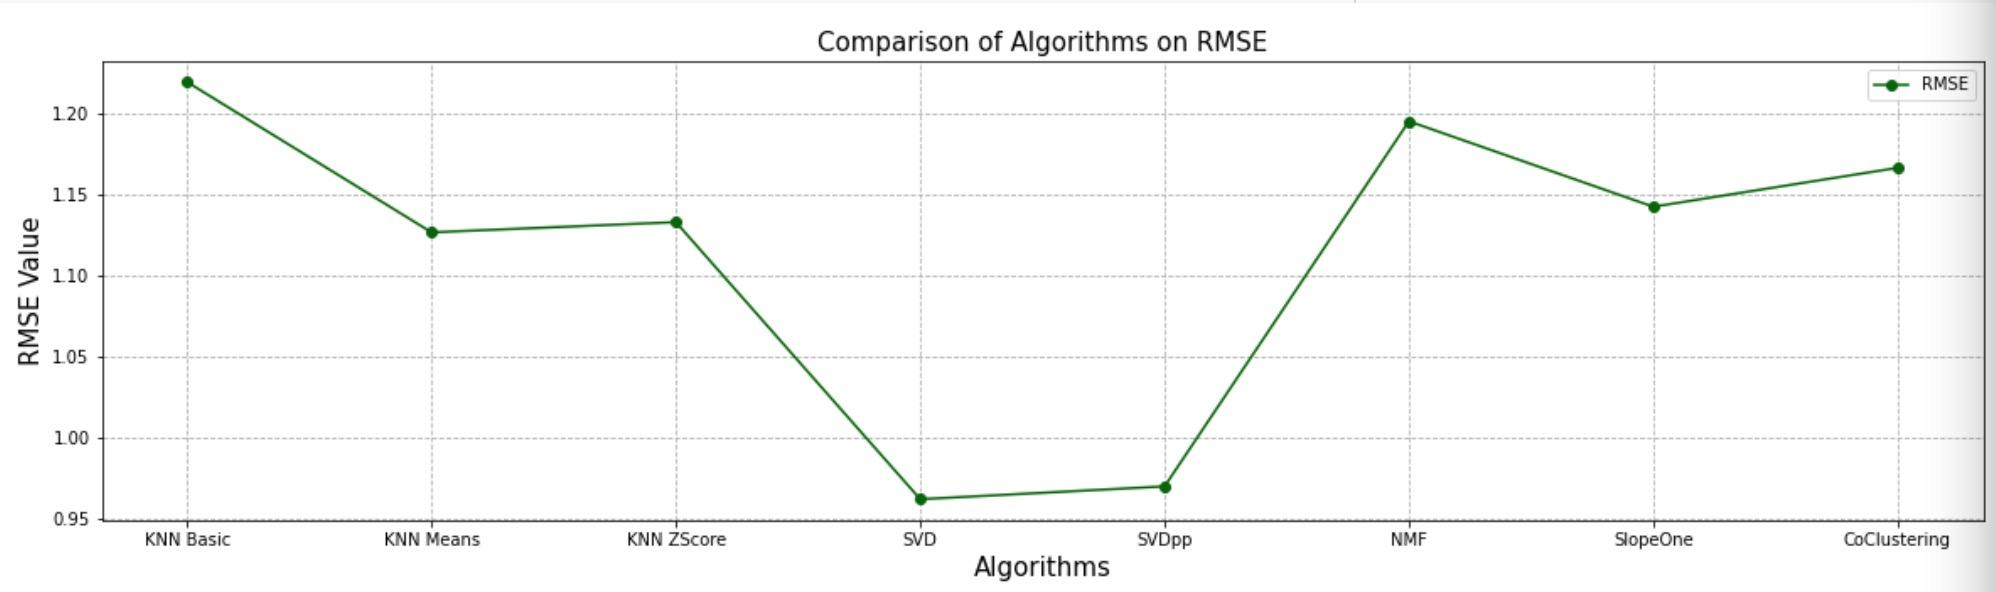 Comparison of Algorithms on RMSE
RMSE
1.20
1.15
1.10
1.05
1.00
0.95
RMSE Value
KNN Basic KNN Means KNN ZScore SVD SVDpp NMF SlopeOne CoClustering
Algorithms